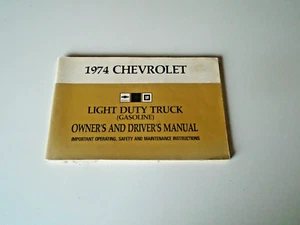 1974 CHEVROLET
LIGHT DUTY TRUCK
(GASOLINE)
OWNER'S AND DRIVER'S MANUAL
IMPORTANT OPERATING, SAFETY AND MAINTENANCE INSTRUCTIONS